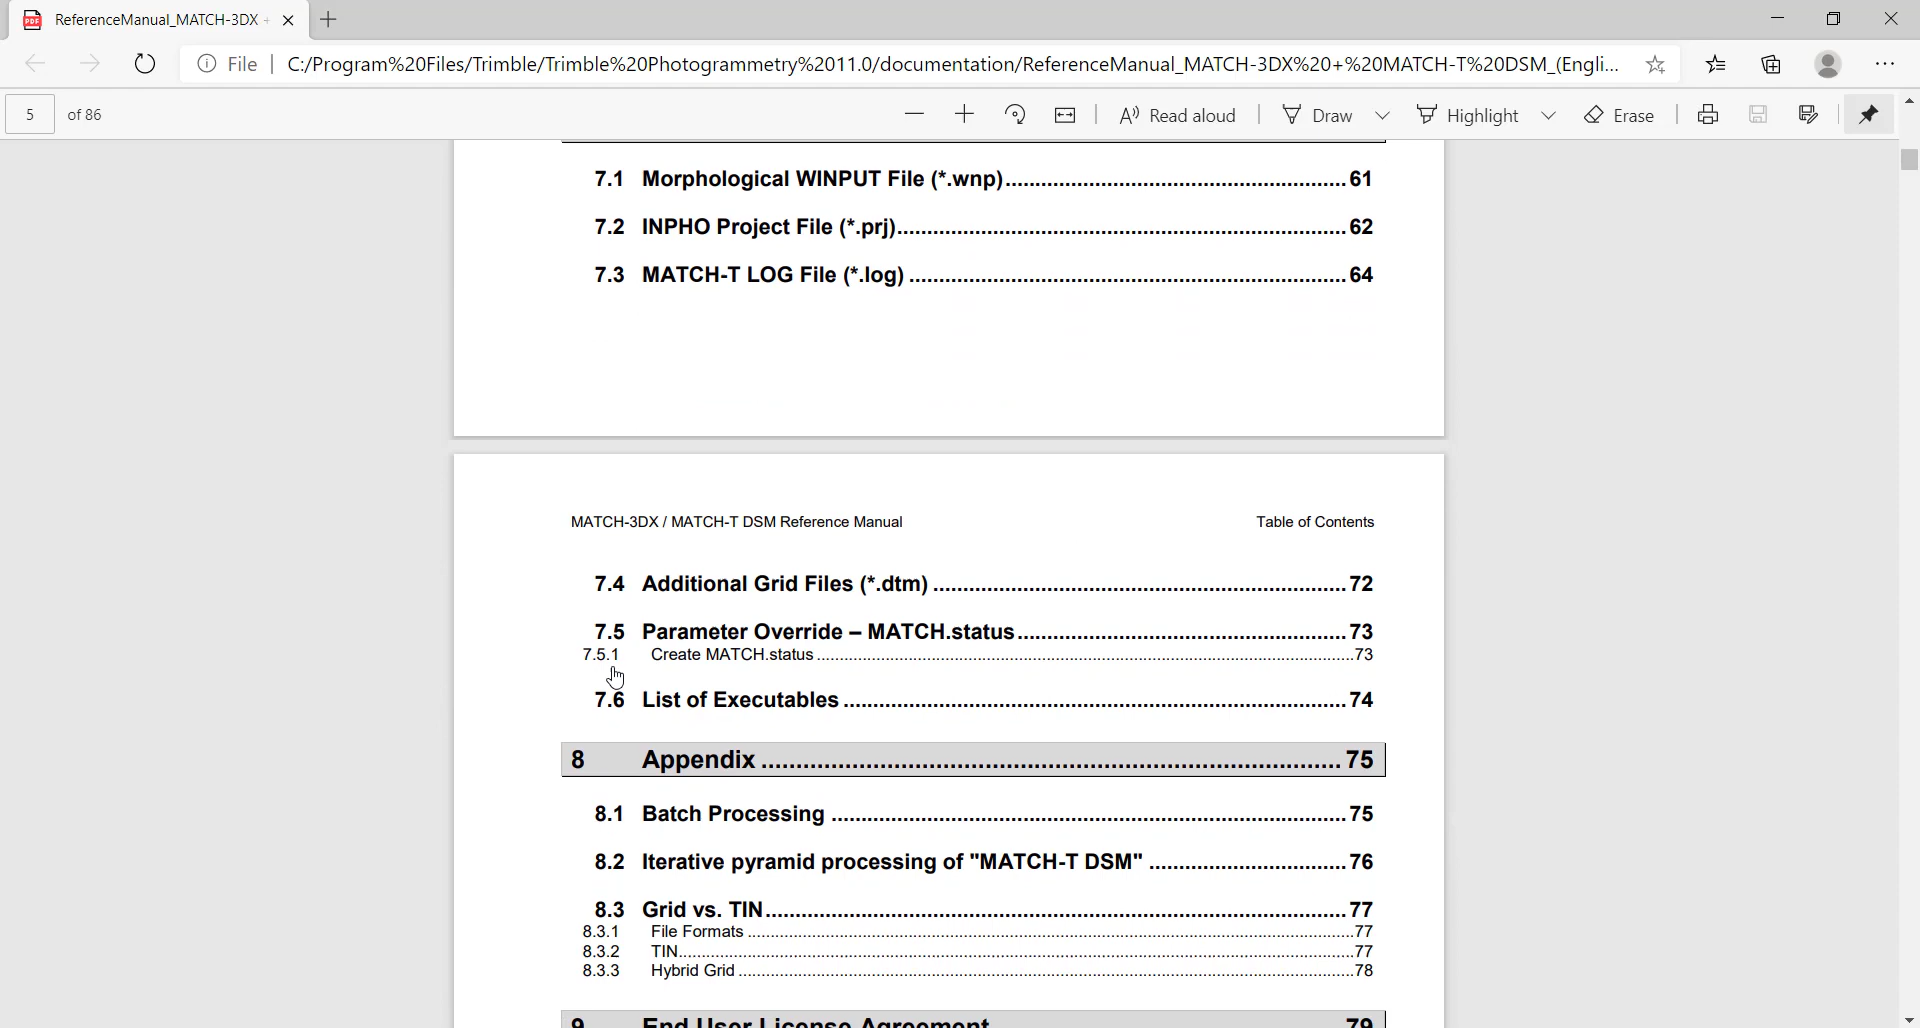 ReferenceManual_MATCH-3DX +
File
C:/Program%20Files/Trimble/Trimble%20Photogrammetry%2011.0/documentation/ReferenceManual_MATCH-3DX%20+%20MATCH-T%20DSM_(Engli...
5 of 86
Read aloud
Draw
Highlight
Erase
7.1 Morphological WINPUT File (*.wnp) 61
7.2 INPHO Project File (*.prj) 62
7.3 MATCH-T LOG File (*.log) 64
MATCH-3DX / MATCH-T DSM Reference Manual Table of Contents
7.4 Additional Grid Files (*.dtm) 72
7.5 Parameter Override – MATCH.status 73
7.5.1 Create MATCH.status 73
7.6 List of Executables 74
8 Appendix 75
8.1 Batch Processing 75
8.2 Iterative pyramid processing of "MATCH-T DSM" 76
8.3 Grid vs. TIN 77
8.3.1 File Formats 77
8.3.2 TIN 77
8.3.3 Hybrid Grid 78
9 End User License Agreement 79